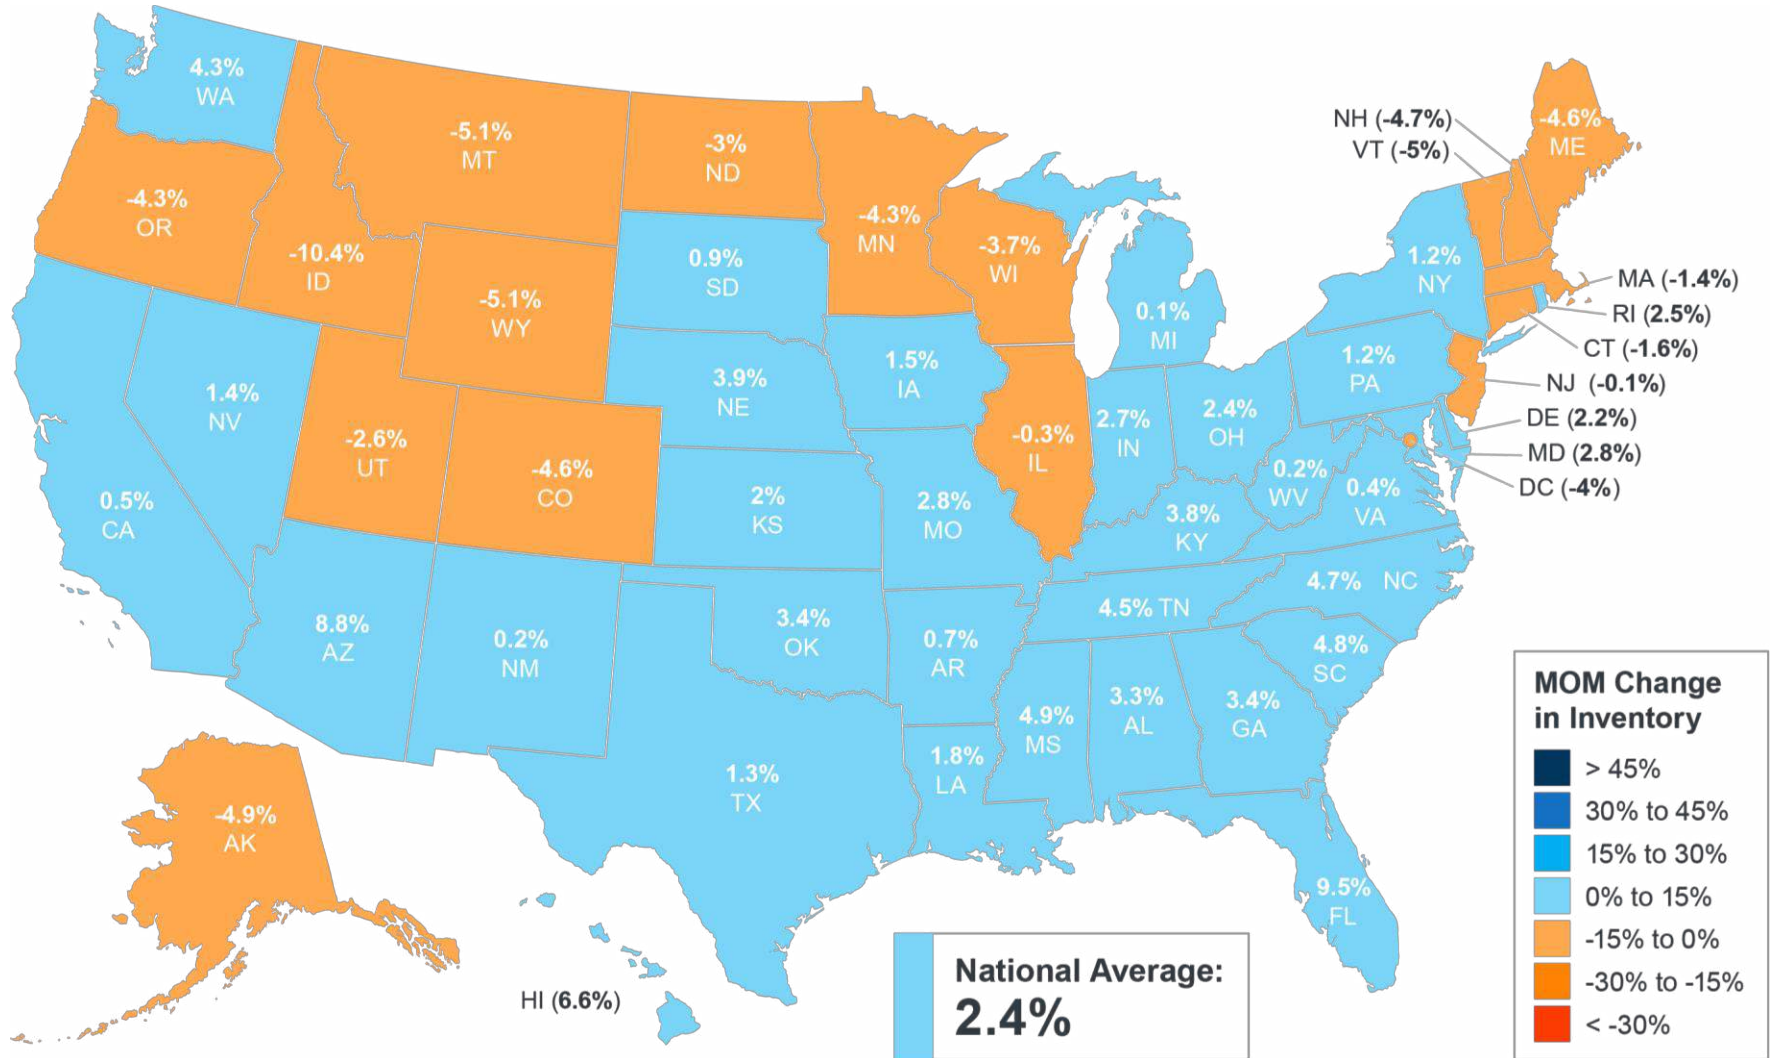 4.3%
WA
-5.1%
MT
-3%
ND
NH (-4.7%)
VT (-5%)
-4.6%
ME
-4.3%
OR
-10.4%
ID
-5.1%
WY
0.9%
SD
-4.3%
MN
-3.7%
WI
0.1%
MI
1.2%
NY
MA (-1.4%)
RI (2.5%)
CT (-1.6%)
NJ (-0.1%)
DE (2.2%)
MD (2.8%)
DC (-4%)
1.4%
NV
-2.6%
UT
-4.6%
CO
3.9%
NE
1.5%
IA
-0.3%
IL
2.7%
IN
2.4%
OH
1.2%
PA
0.5%
CA
2%
KS
2.8%
MO
3.8%
KY
0.2%
WV
0.4%
VA
8.8%
AZ
0.2%
NM
3.4%
OK
0.7%
AR
4.5% TN
4.7% NC
4.8%
SC
1.3%
TX
1.8%
LA
4.9%
MS
3.3%
AL
3.4%
GA
9.5%
FL
-4.9%
AK
HI (6.6%)
National Average:
2.4%
MOM Change
in Inventory
> 45%
30% to 45%
15% to 30%
0% to 15%
-15% to 0%
-30% to -15%
< -30%